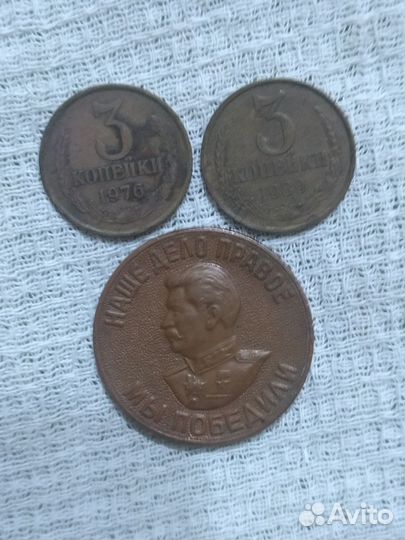 3
КОПЕЙКИ
1976
3
КОПЕЙКИ
НАШЕ ДЕЛО ПРАВОЕ
МЫ ПОБЕДИЛИ
Avito